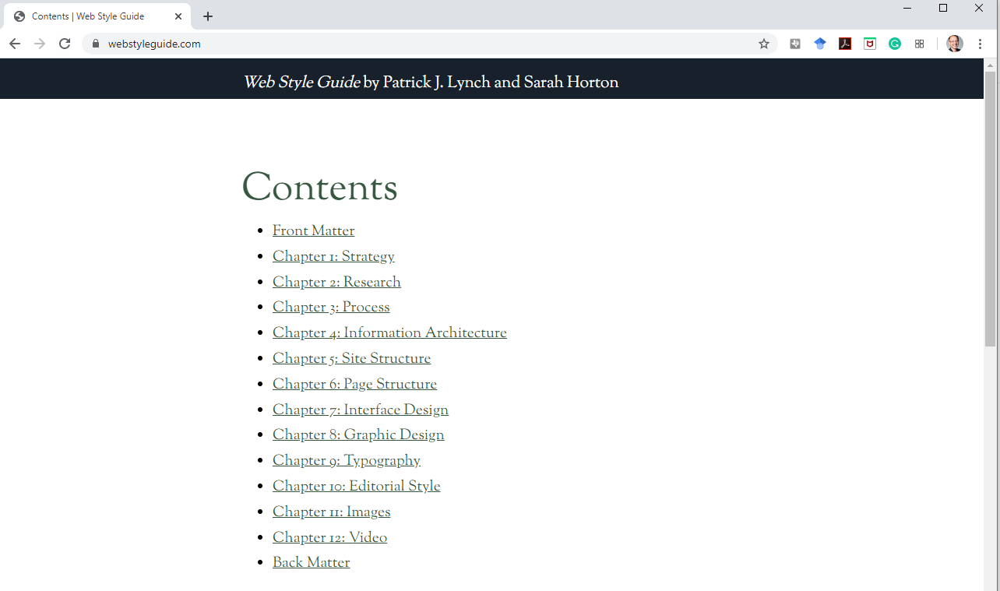 Contents | Web Style Guide
webstyleguide.com
Web Style Guide by Patrick J. Lynch and Sarah Horton
Contents
Front Matter
Chapter 1: Strategy
Chapter 2: Research
Chapter 3: Process
Chapter 4: Information Architecture
Chapter 5: Site Structure
Chapter 6: Page Structure
Chapter 7: Interface Design
Chapter 8: Graphic Design
Chapter 9: Typography
Chapter 10: Editorial Style
Chapter 11: Images
Chapter 12: Video
Back Matter